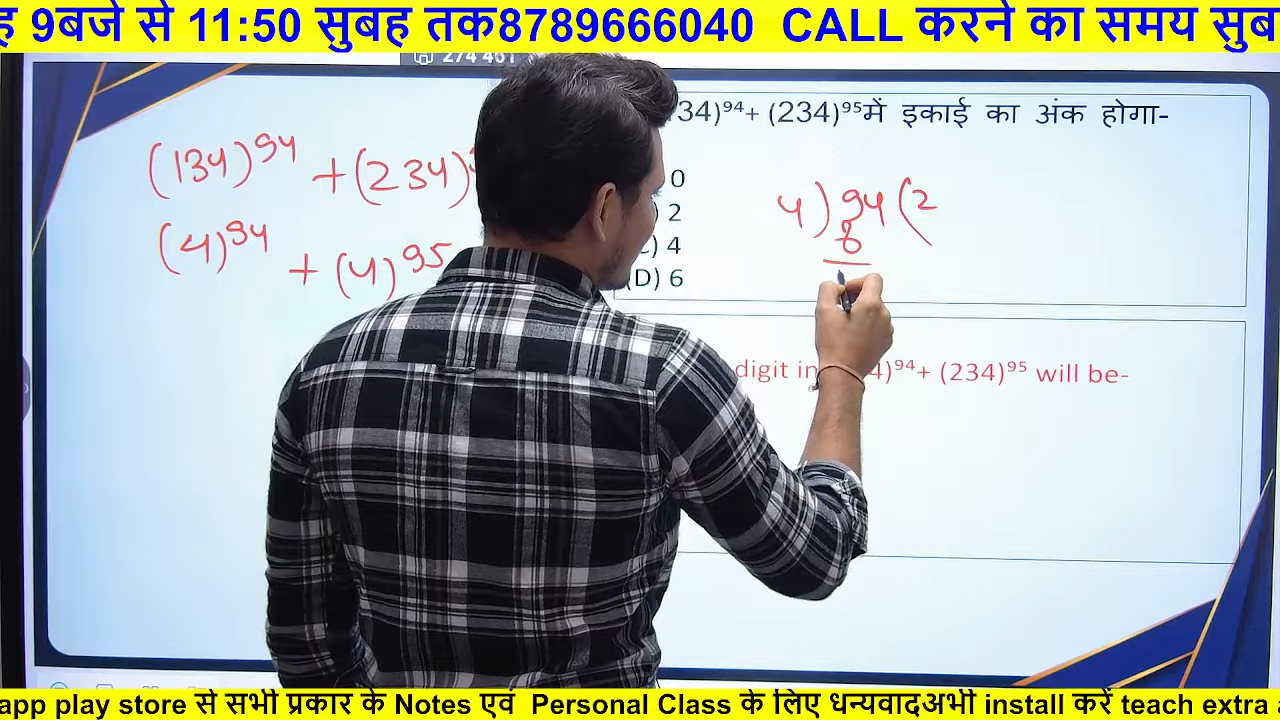 9बजे से 11:50 सुबह तक8789666040 CALL करने का समय
274 461
34)⁹⁴+ (234)⁹⁵में इकाई का अंक होगा-
(134)⁹⁴ + (234)
0
2
4
(D) 6
4 ) 94 ( 2
8
(4)⁹⁴ + (4)⁹⁵
digit in 4)⁹⁴+ (234)⁹⁵ will be-
app play store से सभी प्रकार के Notes एवं Personal Class के लिए धन्यवादअभी install करें teach extra